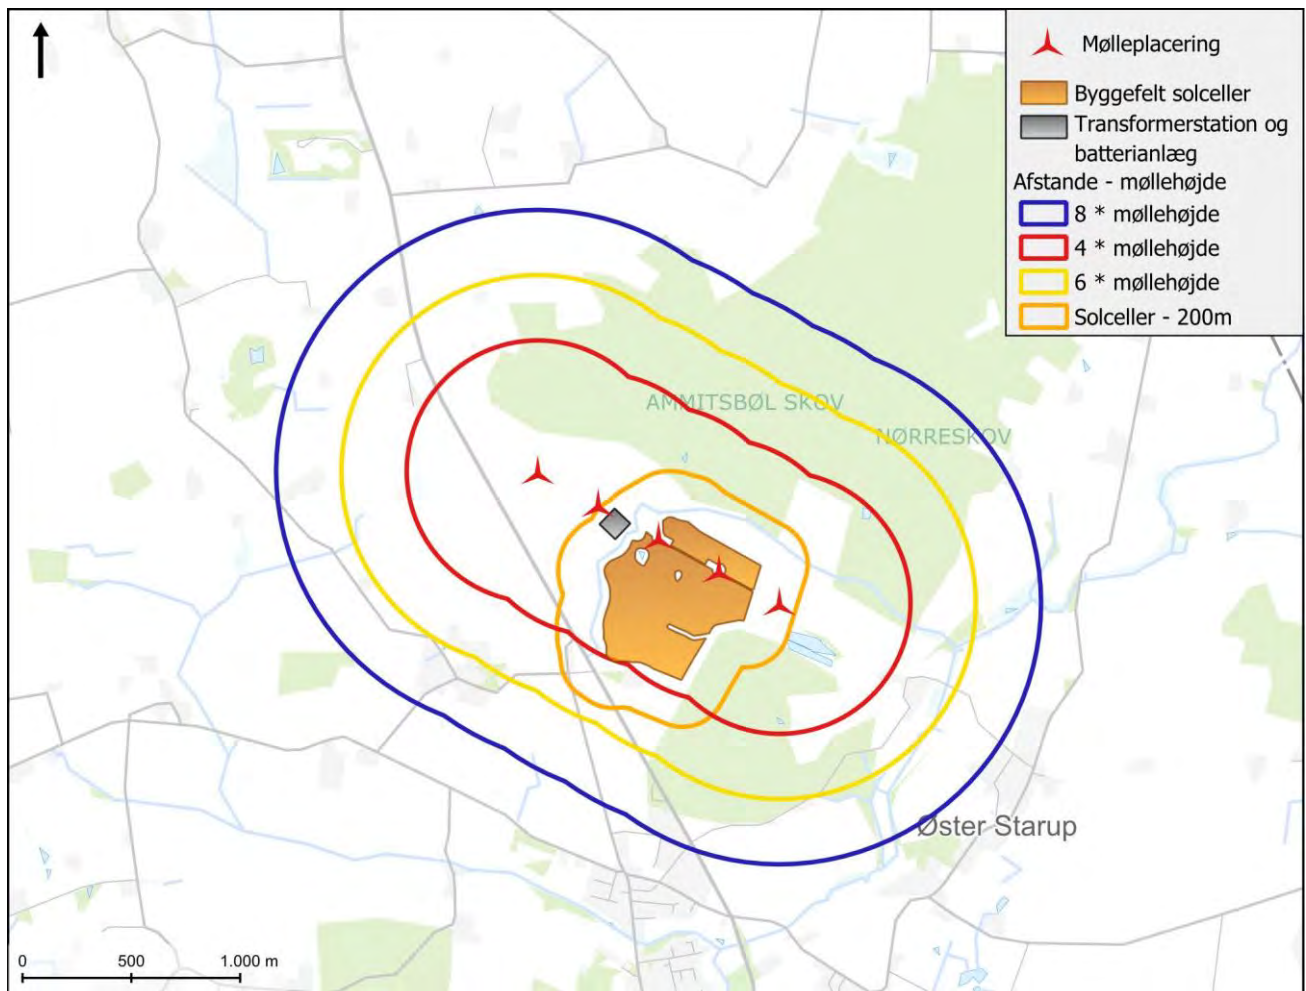 Mølleplacering
Byggefelt solceller
Transformerstation og
batterianlæg
Afstande - møllehøjde
8 * møllehøjde
4 * møllehøjde
6 * møllehøjde
Solceller - 200m
AMMITSBØL SKOV
NØRRESKOV
Øster Starup
0 500 1.000 m